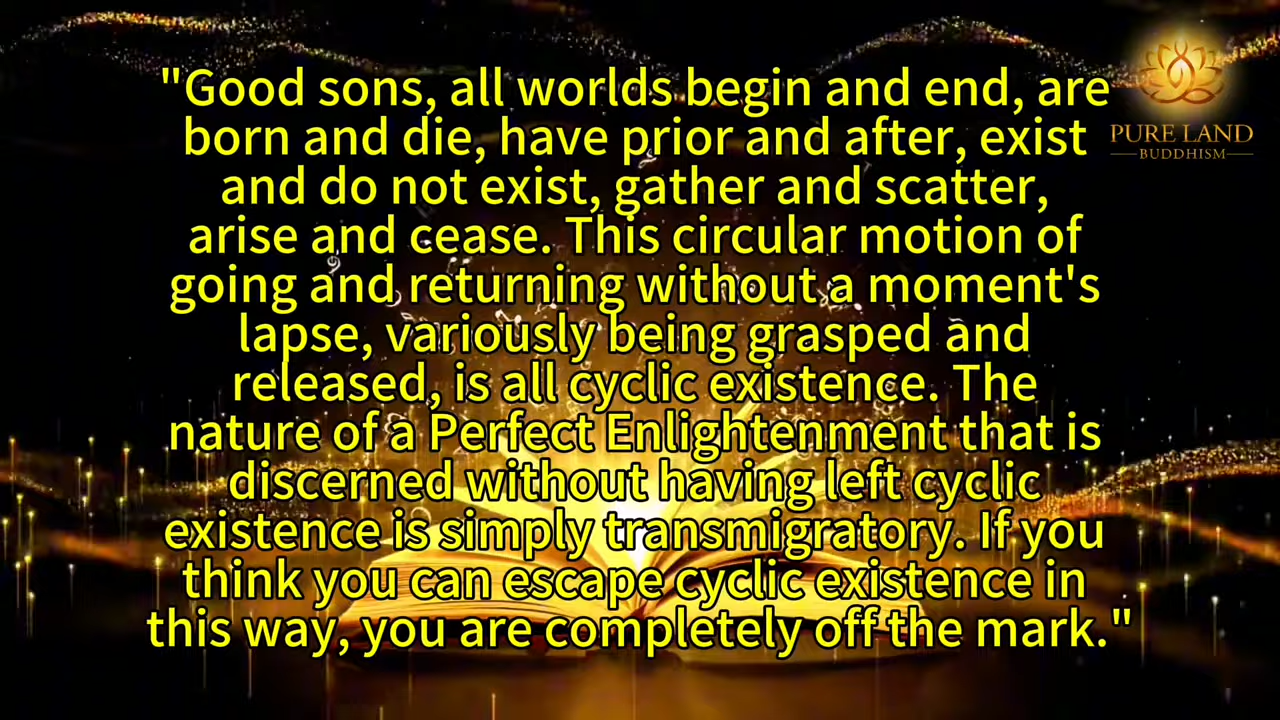 "Good sons, all worlds begin and end, are
born and die, have prior and after, exist
and do not exist, gather and scatter,
arise and cease. This circular motion of
going and returning without a moment's
lapse, variously being grasped and
released, is all cyclic existence. The
nature of a Perfect Enlightenment that is
discerned without having left cyclic
existence is simply transmigratory. If you
think you can escape cyclic existence in
this way, you are completely off the mark."
PURE LAND
BUDDHISM